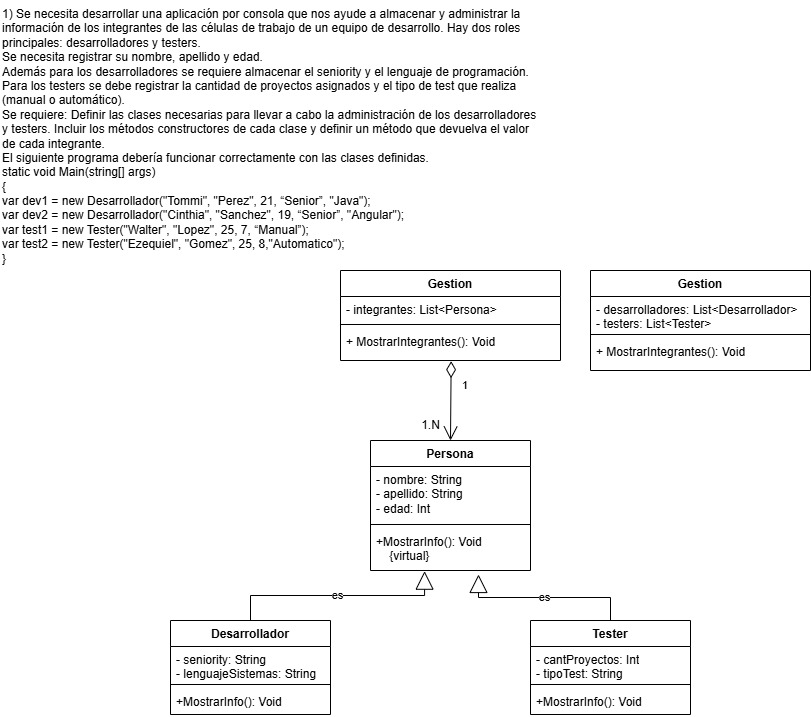 1) Se necesita desarrollar una aplicación por consola que nos ayude a almacenar y administrar la
información de los integrantes de las células de trabajo de un equipo de desarrollo. Hay dos roles
principales: desarrolladores y testers.
Se necesita registrar su nombre, apellido y edad.
Además para los desarrolladores se requiere almacenar el seniority y el lenguaje de programación.
Para los testers se debe registrar la cantidad de proyectos asignados y el tipo de test que realiza
(manual o automático).
Se requiere: Definir las clases necesarias para llevar a cabo la administración de los desarrolladores
y testers. Incluir los métodos constructores de cada clase y definir un método que devuelva el valor
de cada integrante.
El siguiente programa debería funcionar correctamente con las clases definidas.
static void Main(string[] args)
{
var dev1 = new Desarrollador("Tommi", "Perez", 21, “Senior”, "Java");
var dev2 = new Desarrollador("Cinthia", "Sanchez", 19, “Senior”, "Angular");
var test1 = new Tester("Walter", "Lopez", 25, 7, “Manual”);
var test2 = new Tester("Ezequiel", "Gomez", 25, 8,"Automatico");
}
Gestion
- integrantes: List<Persona>
+ MostrarIntegrantes(): Void
Gestion
- desarrolladores: List<Desarrollador>
- testers: List<Tester>
+ MostrarIntegrantes(): Void
1
1.N
Persona
- nombre: String
- apellido: String
- edad: Int
+MostrarInfo(): Void
{virtual}
es
es
Desarrollador
- seniority: String
- lenguajeSistemas: String
+MostrarInfo(): Void
Tester
- cantProyectos: Int
- tipoTest: String
+MostrarInfo(): Void